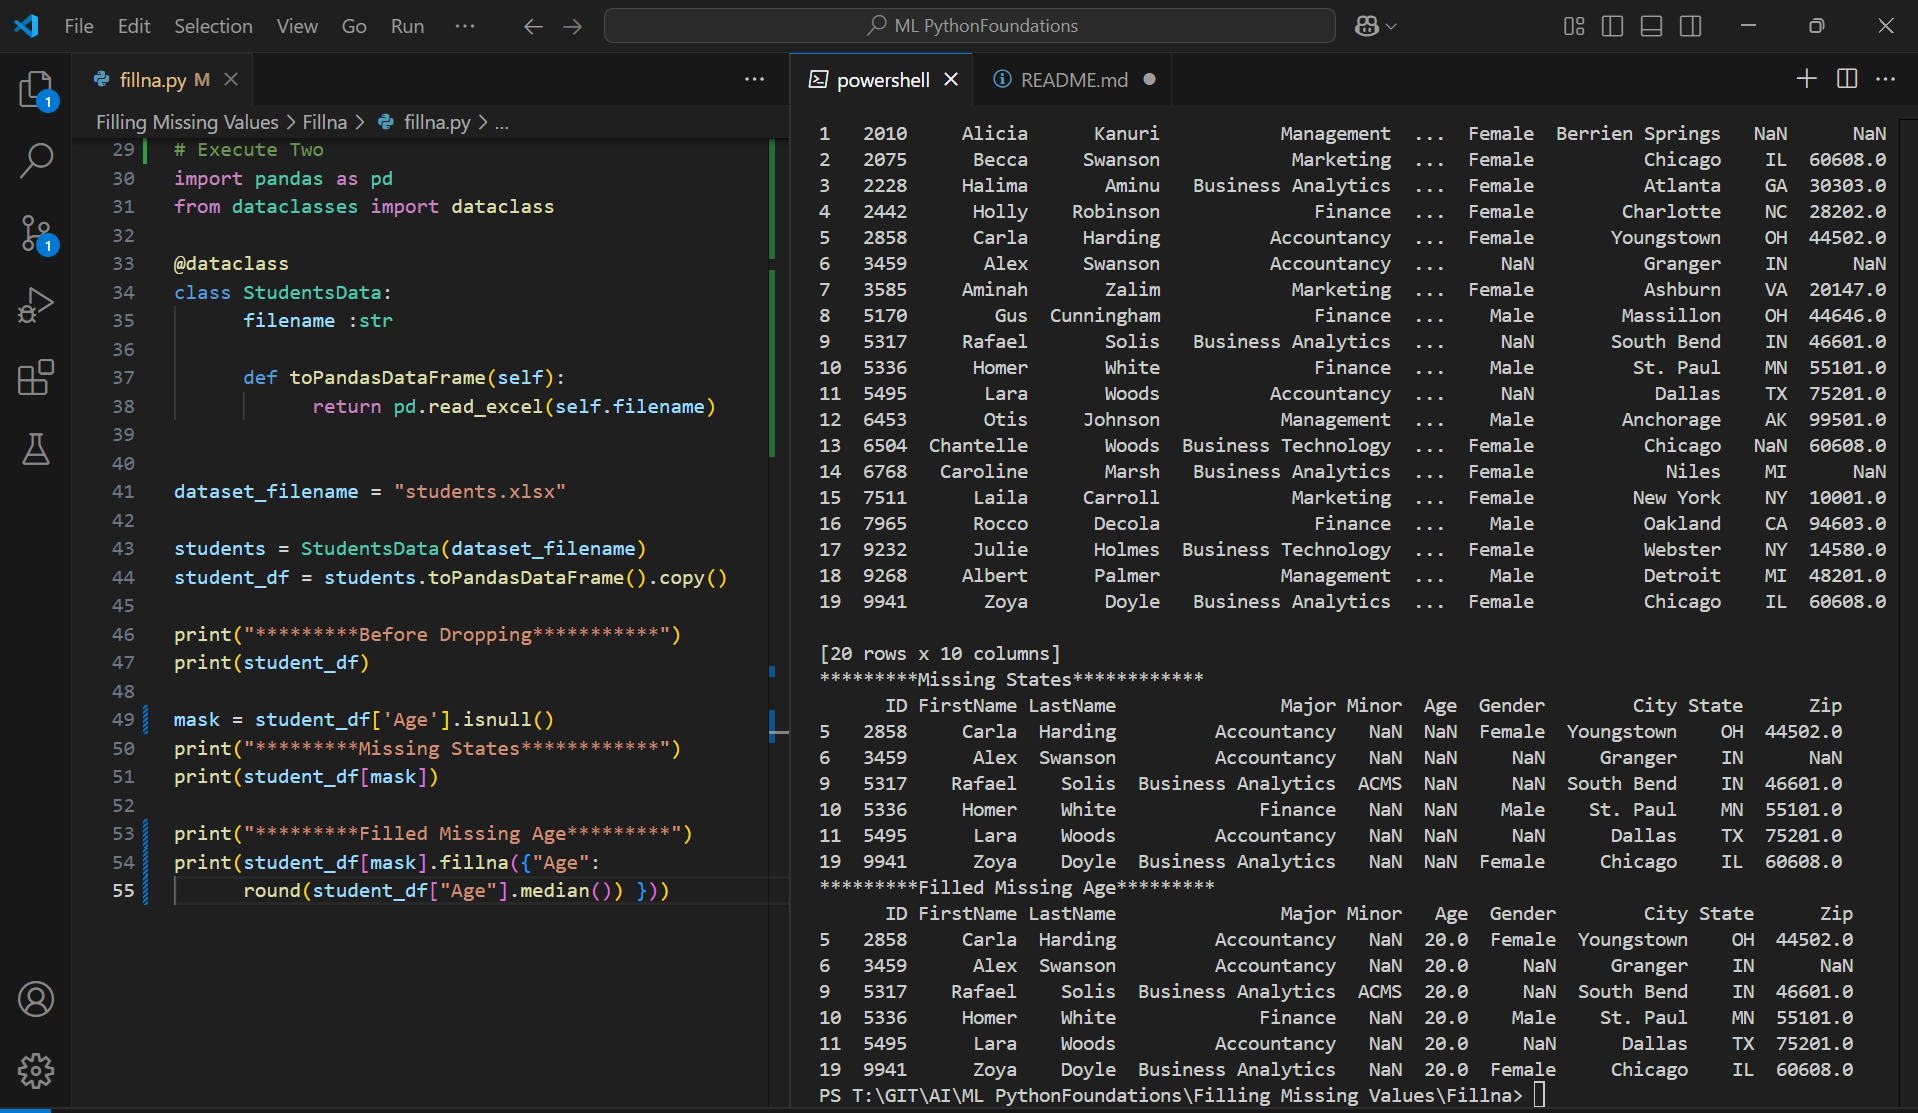 File Edit Selection View Go Run ... ML PythonFoundations
fillna.py M
Filling Missing Values > Fillna > fillna.py > ...
29 # Execute Two
30 import pandas as pd
31 from dataclasses import dataclass
32
33 @dataclass
34 class StudentsData:
35 filename :str
36
37 def toPandasDataFrame(self):
38 return pd.read_excel(self.filename)
39
40
41 dataset_filename = "students.xlsx"
42
43 students = StudentsData(dataset_filename)
44 student_df = students.toPandasDataFrame().copy()
45
46 print("*********Before Dropping***********")
47 print(student_df)
48
49 mask = student_df['Age'].isnull()
50 print("*********Missing States************")
51 print(student_df[mask])
52
53 print("*********Filled Missing Age*********")
54 print(student_df[mask].fillna({"Age":
55 round(student_df["Age"].median()) }))
1
1
powershell README.md
1 2010 Alicia Kanuri Management ... Female Berrien Springs NaN NaN
2 2075 Becca Swanson Marketing ... Female Chicago IL 60608.0
3 2228 Halima Aminu Business Analytics ... Female Atlanta GA 30303.0
4 2442 Holly Robinson Finance ... Female Charlotte NC 28202.0
5 2858 Carla Harding Accountancy ... Female Youngstown OH 44502.0
6 3459 Alex Swanson Accountancy ... NaN Granger IN NaN
7 3585 Aminah Zalim Marketing ... Female Ashburn VA 20147.0
8 5170 Gus Cunningham Finance ... Male Massillon OH 44646.0
9 5317 Rafael Solis Business Analytics ... NaN South Bend IN 46601.0
10 5336 Homer White Finance ... Male St. Paul MN 55101.0
11 5495 Lara Woods Accountancy ... NaN Dallas TX 75201.0
12 6453 Otis Johnson Management ... Male Anchorage AK 99501.0
13 6504 Chantelle Woods Business Technology ... Female Chicago NaN 60608.0
14 6768 Caroline Marsh Business Analytics ... Female Niles MI NaN
15 7511 Laila Carroll Marketing ... Female New York NY 10001.0
16 7965 Rocco Decola Finance ... Male Oakland CA 94603.0
17 9232 Julie Holmes Business Technology ... Female Webster NY 14580.0
18 9268 Albert Palmer Management ... Male Detroit MI 48201.0
19 9941 Zoya Doyle Business Analytics ... Female Chicago IL 60608.0
[20 rows x 10 columns]
*********Missing States************
ID FirstName LastName Major Minor Age Gender City State Zip
5 2858 Carla Harding Accountancy NaN NaN Female Youngstown OH 44502.0
6 3459 Alex Swanson Accountancy NaN NaN NaN Granger IN NaN
9 5317 Rafael Solis Business Analytics ACMS NaN NaN South Bend IN 46601.0
10 5336 Homer White Finance NaN NaN Male St. Paul MN 55101.0
11 5495 Lara Woods Accountancy NaN NaN NaN Dallas TX 75201.0
19 9941 Zoya Doyle Business Analytics NaN NaN Female Chicago IL 60608.0
*********Filled Missing Age*********
ID FirstName LastName Major Minor Age Gender City State Zip
5 2858 Carla Harding Accountancy NaN 20.0 Female Youngstown OH 44502.0
6 3459 Alex Swanson Accountancy NaN 20.0 NaN Granger IN NaN
9 5317 Rafael Solis Business Analytics ACMS 20.0 NaN South Bend IN 46601.0
10 5336 Homer White Finance NaN 20.0 Male St. Paul MN 55101.0
11 5495 Lara Woods Accountancy NaN 20.0 NaN Dallas TX 75201.0
19 9941 Zoya Doyle Business Analytics NaN 20.0 Female Chicago IL 60608.0
PS T:\GIT\AI\ML PythonFoundations\Filling Missing Values\Fillna>